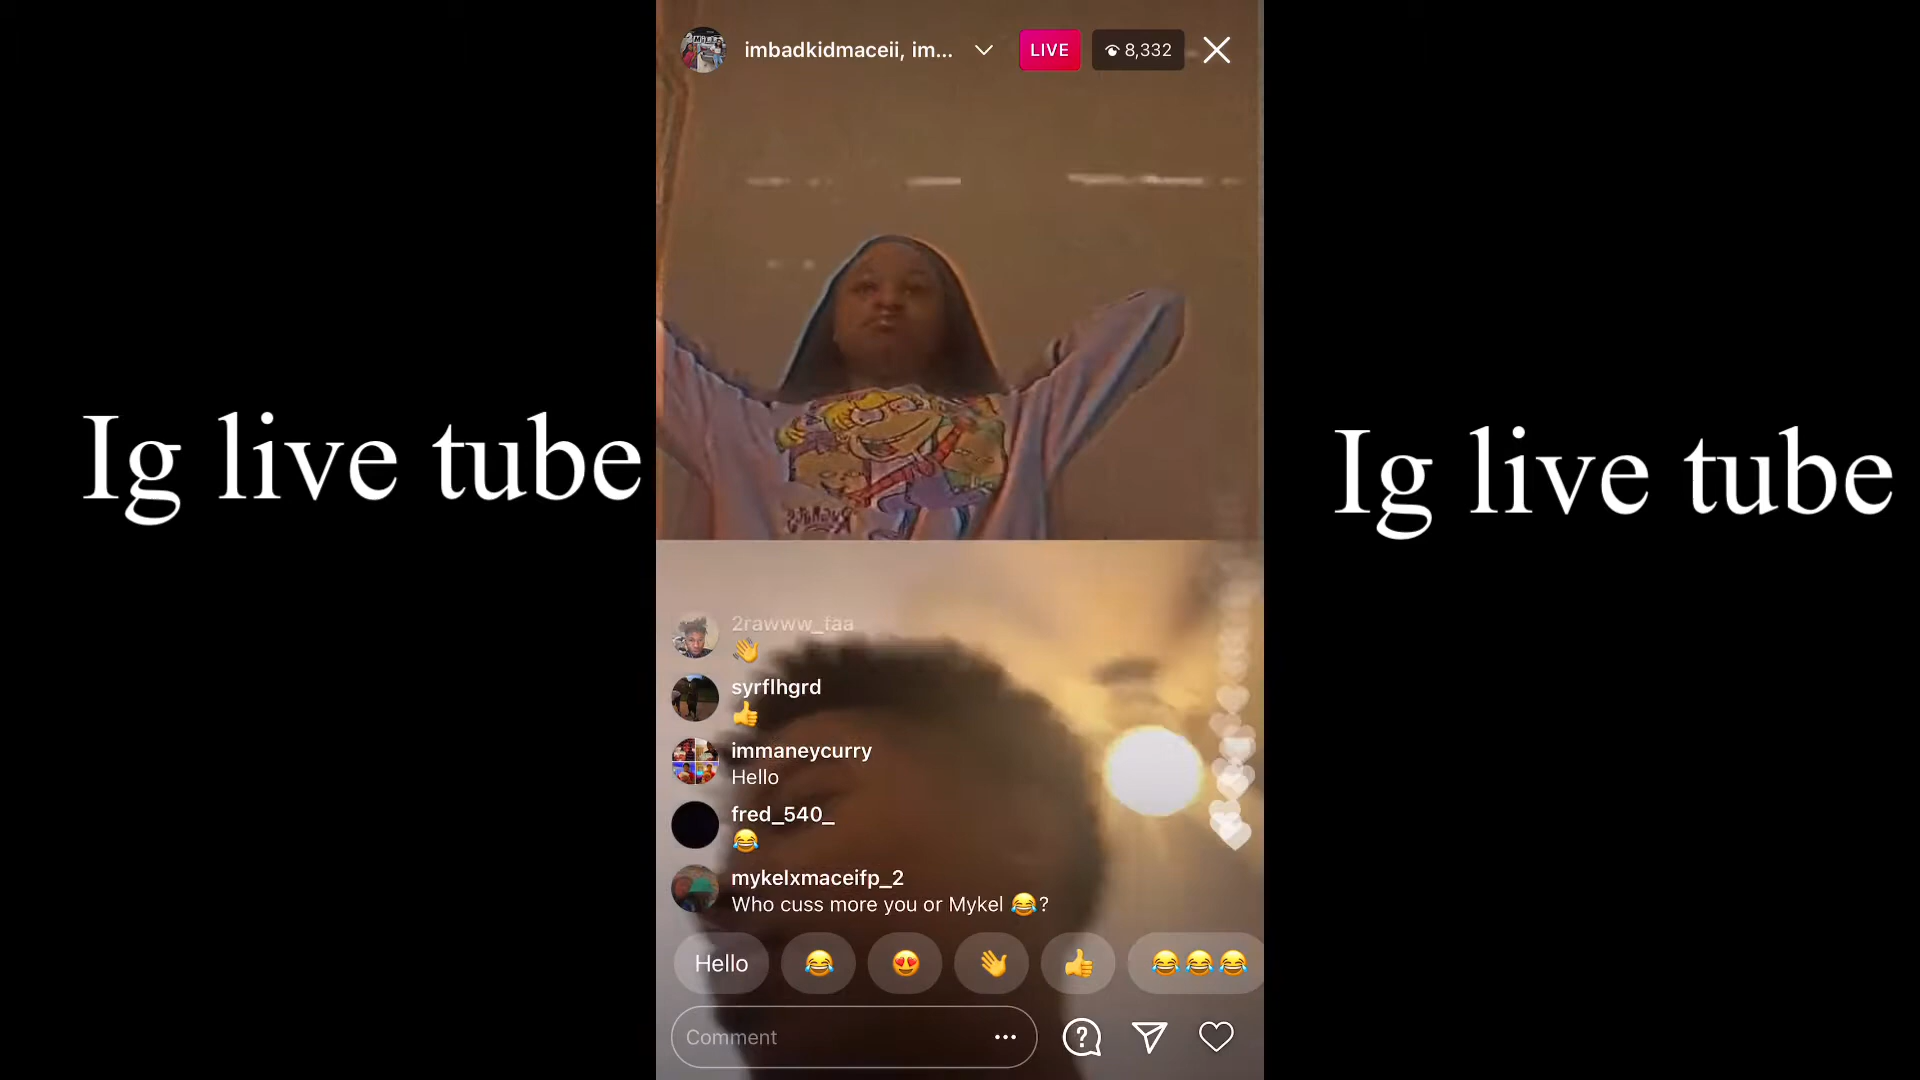 imbadkidmaceii, im...
LIVE
8,332
Ig live tube
Ig live tube
2rawww_faa
👋
syrflhgrd
👍
immaneycurry
Hello
fred_540_
😂
mykelxmaceifp_2
Who cuss more you or Mykel 😂?
Hello 😂 😍 👋 👍 😂😂😂
Comment